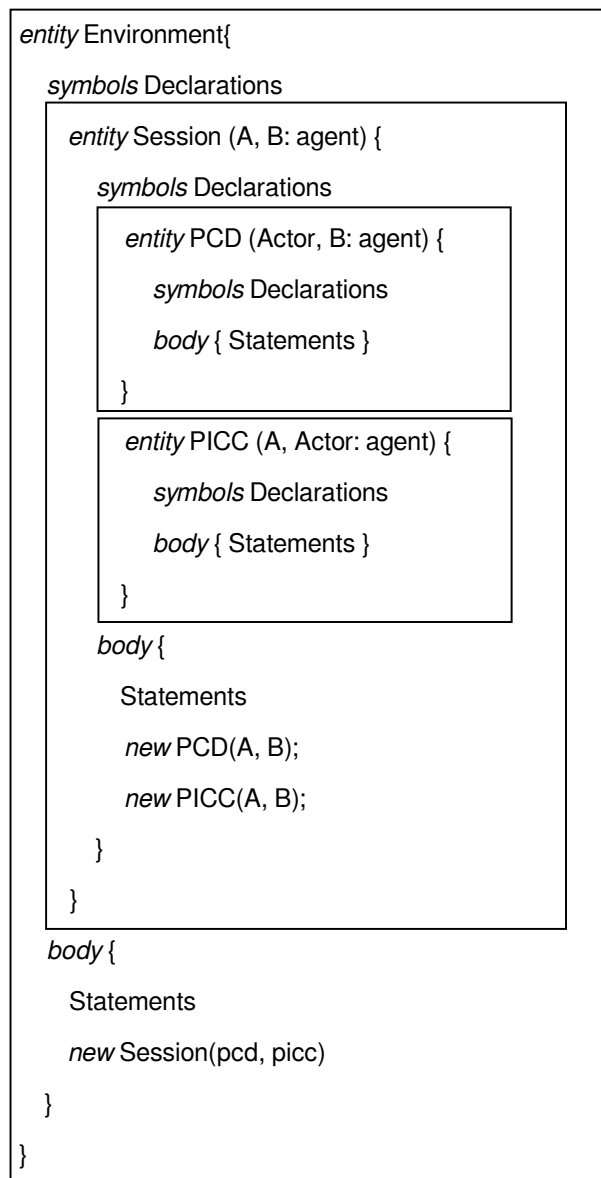 entity Environment{
symbols Declarations
entity Session (A, B: agent) {
symbols Declarations
entity PCD (Actor, B: agent) {
symbols Declarations
body { Statements }
}
entity PICC (A, Actor: agent) {
symbols Declarations
body { Statements }
}
body {
Statements
new PCD(A, B);
new PICC(A, B);
}
}
body {
Statements
new Session(pcd, picc)
}
}